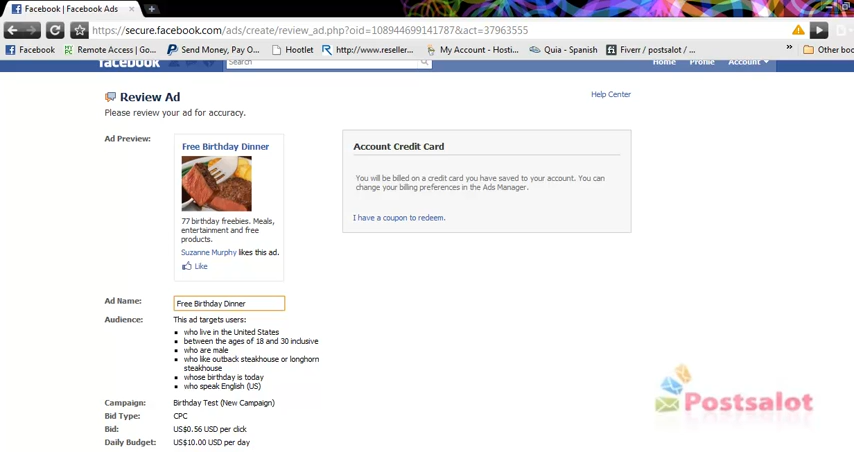 Facebook | Facebook Ads
https://secure.facebook.com/ads/create/review_ad.php?oid=108944699141787&act=37963555
Facebook Remote Access | Go... Send Money, Pay O... Hootlet http://www.reseller... My Account - Hosti... Quia - Spanish Fiverr / postsalot / ... » Other boo
facebook Search Home Profile Account
Review Ad Help Center
Please review your ad for accuracy.
Ad Preview:
Free Birthday Dinner
77 birthday freebies. Meals,
entertainment and free
products.
Suzanne Murphy likes this ad.
Like
Account Credit Card
You will be billed on a credit card you have saved to your account. You can
change your billing preferences in the Ads Manager.
I have a coupon to redeem.
Ad Name: Free Birthday Dinner
Audience: This ad targets users:
who live in the United States
between the ages of 18 and 30 inclusive
who are male
who like outback steakhouse or longhorn
steakhouse
whose birthday is today
who speak English (US)
Campaign: Birthday Test (New Campaign)
Bid Type: CPC
Bid: US$0.56 USD per click
Daily Budget: US$10.00 USD per day
Postsalot